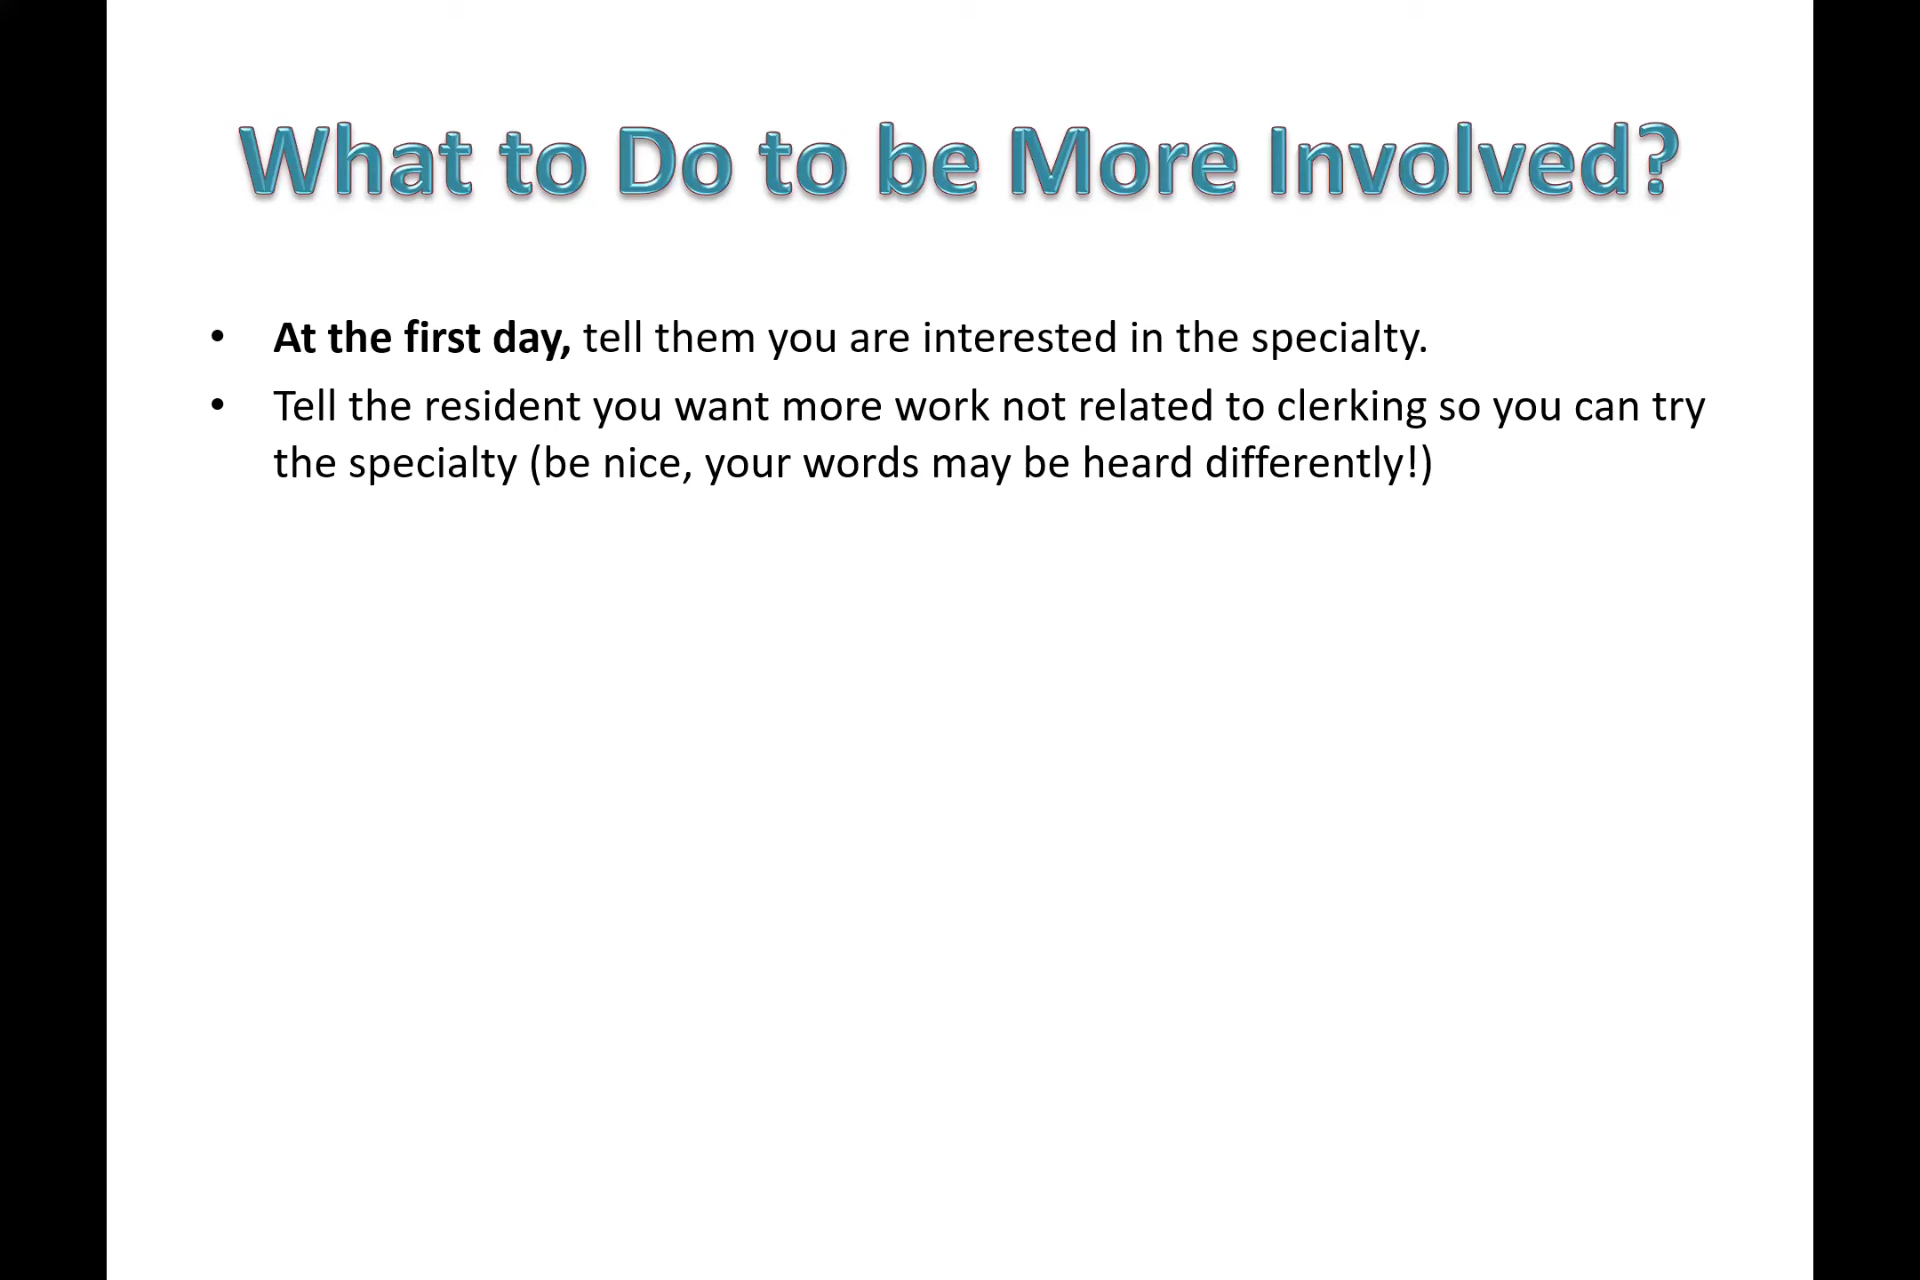 What to Do to be More Involved?
• At the first day, tell them you are interested in the specialty.
• Tell the resident you want more work not related to clerking so you can try
the specialty (be nice, your words may be heard differently!)